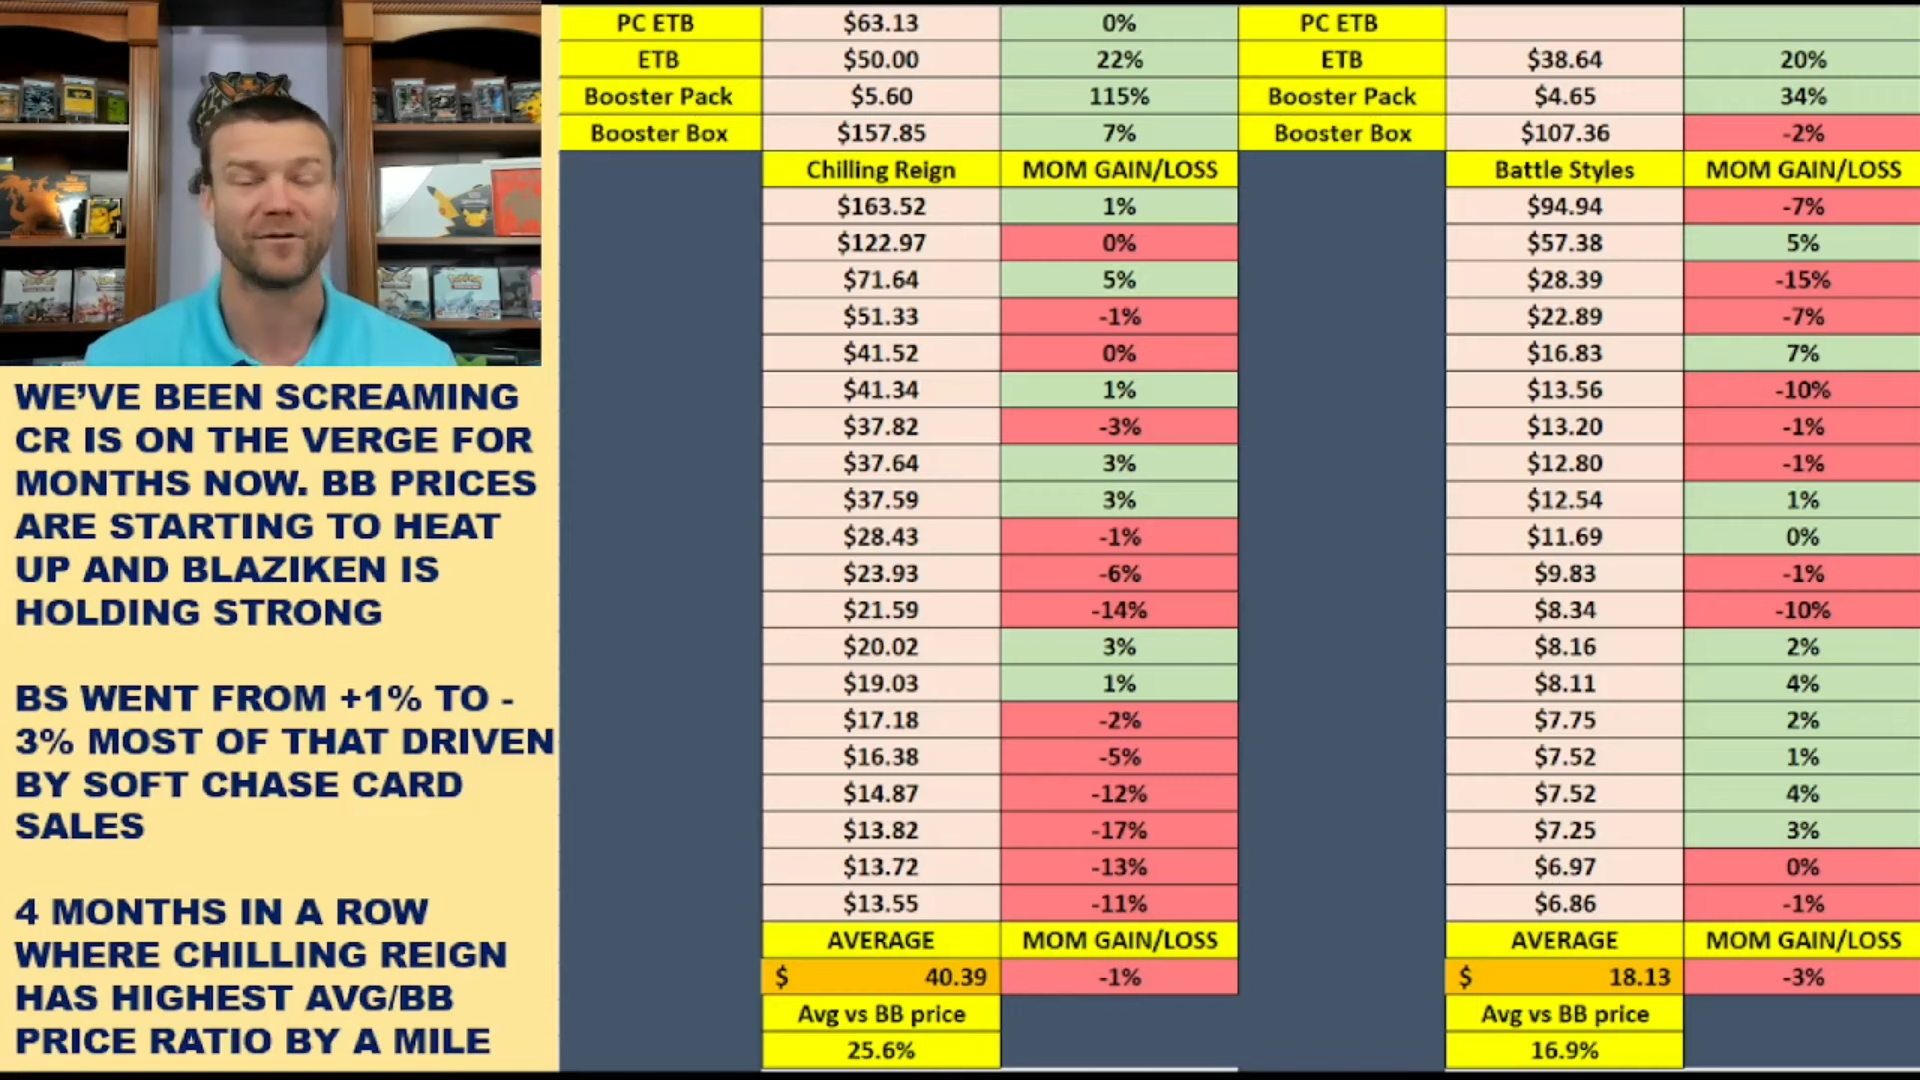 WE'VE BEEN SCREAMING
CR IS ON THE VERGE FOR
MONTHS NOW. BB PRICES
ARE STARTING TO HEAT
UP AND BLAZIKEN IS
HOLDING STRONG
BS WENT FROM +1% TO -
3% MOST OF THAT DRIVEN
BY SOFT CHASE CARD
SALES
4 MONTHS IN A ROW
WHERE CHILLING REIGN
HAS HIGHEST AVG/BB
PRICE RATIO BY A MILE
PC ETB $63.13 0% PC ETB
ETB $50.00 22% ETB $38.64 20%
Booster Pack $5.60 115% Booster Pack $4.65 34%
Booster Box $157.85 7% Booster Box $107.36 -2%
Chilling Reign MOM GAIN/LOSS Battle Styles MOM GAIN/LOSS
$163.52 1% $94.94 -7%
$122.97 0% $57.38 5%
$71.64 5% $28.39 -15%
$51.33 -1% $22.89 -7%
$41.52 0% $16.83 7%
$41.34 1% $13.56 -10%
$37.82 -3% $13.20 -1%
$37.64 3% $12.80 -1%
$37.59 3% $12.54 1%
$28.43 -1% $11.69 0%
$23.93 -6% $9.83 -1%
$21.59 -14% $8.34 -10%
$20.02 3% $8.16 2%
$19.03 1% $8.11 4%
$17.18 -2% $7.75 2%
$16.38 -5% $7.52 1%
$14.87 -12% $7.52 4%
$13.82 -17% $7.25 3%
$13.72 -13% $6.97 0%
$13.55 -11% $6.86 -1%
AVERAGE MOM GAIN/LOSS AVERAGE MOM GAIN/LOSS
$ 40.39 -1% $ 18.13 -3%
Avg vs BB price Avg vs BB price
25.6% 16.9%